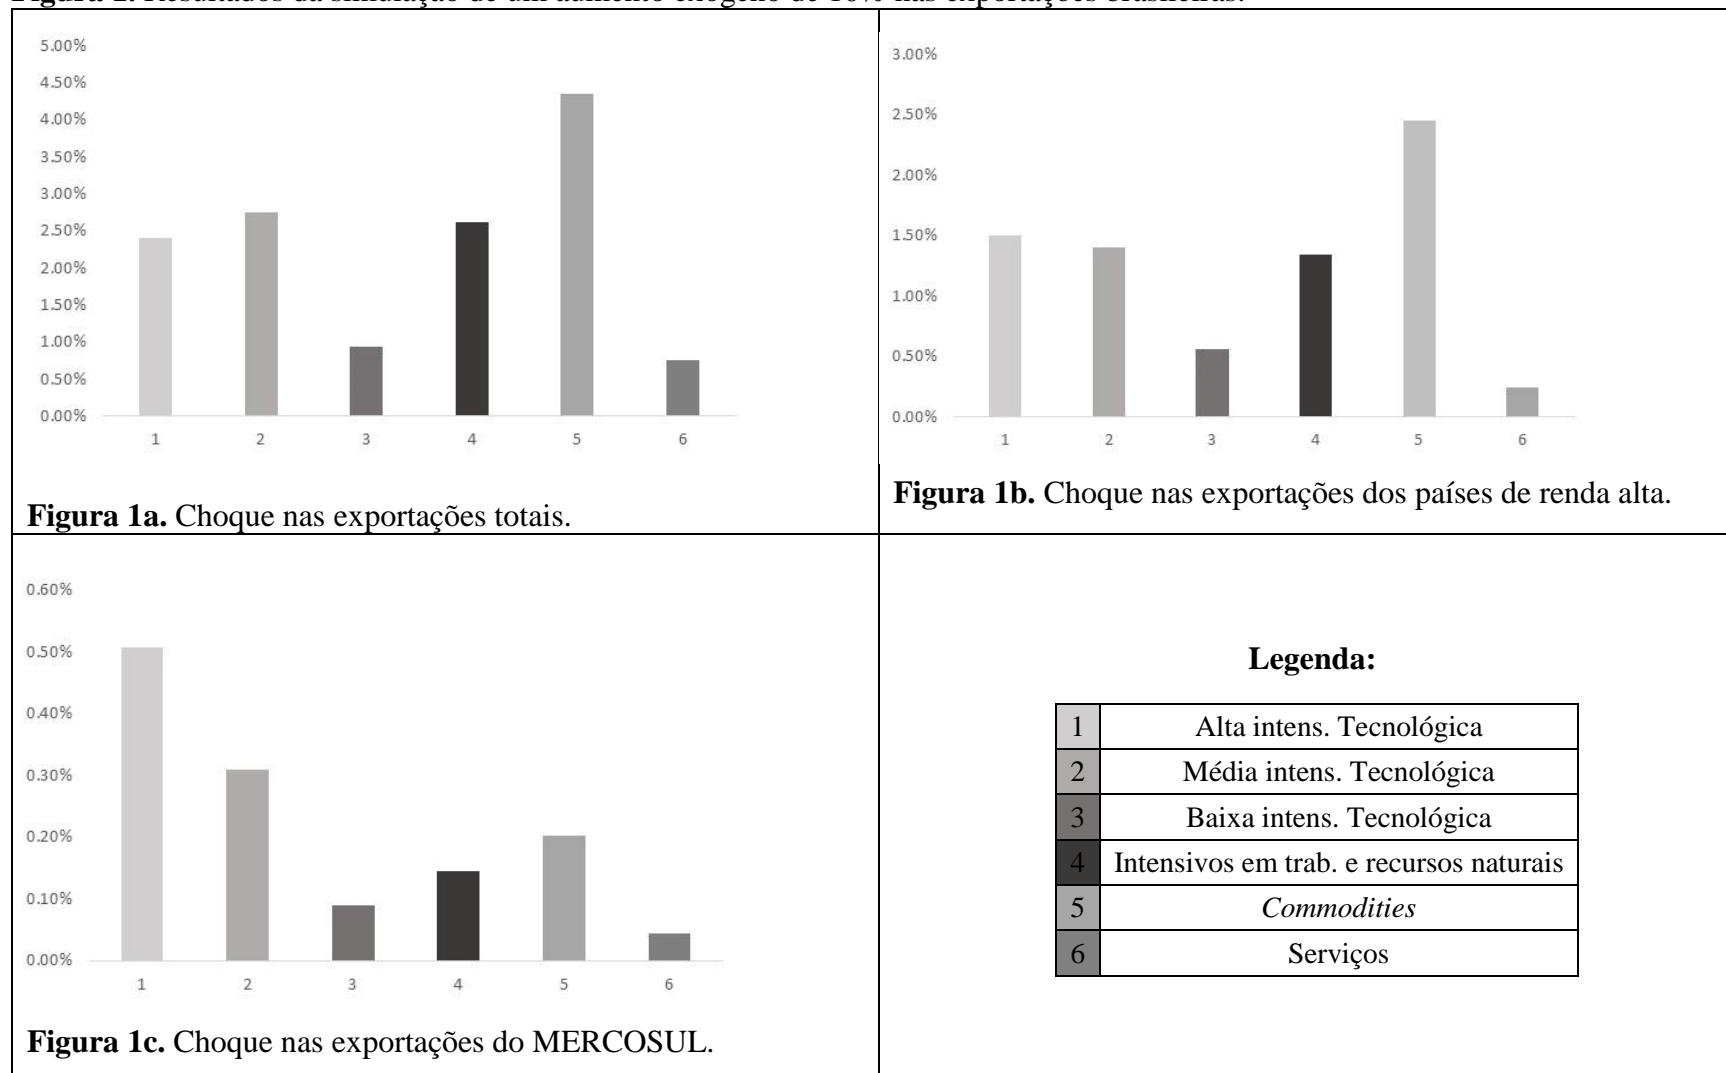 Figura 1. Resultados da simulação de um aumento exógeno de 10% nas exportações brasileiras.
5.00%
4.50%
4.00%
3.50%
3.00%
2.50%
2.00%
1.50%
1.00%
0.50%
0.00%
1 2 3 4 5 6
Figura 1a. Choque nas exportações totais.
3.00%
2.50%
2.00%
1.50%
1.00%
0.50%
0.00%
1 2 3 4 5 6
Figura 1b. Choque nas exportações dos países de renda alta.
0.60%
0.50%
0.40%
0.30%
0.20%
0.10%
0.00%
1 2 3 4 5 6
Figura 1c. Choque nas exportações do MERCOSUL.
Legenda:
1 Alta intens. Tecnológica
2 Média intens. Tecnológica
3 Baixa intens. Tecnológica
4 Intensivos em trab. e recursos naturais
5 Commodities
6 Serviços